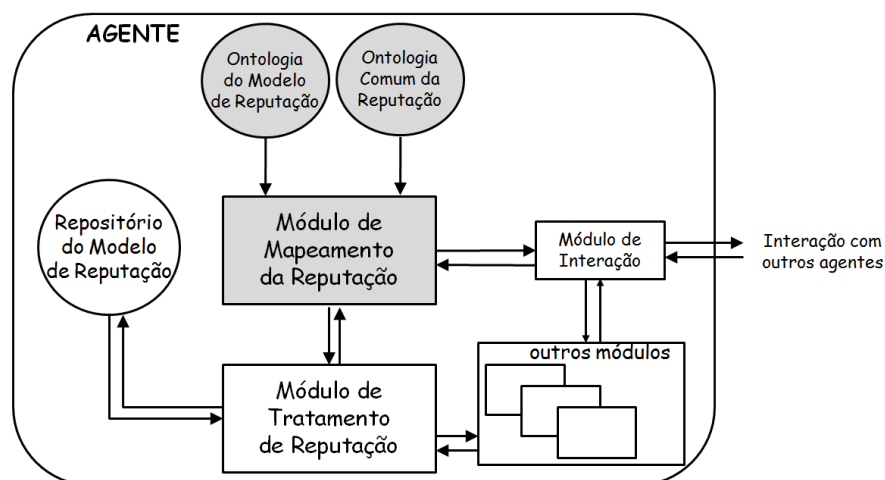 AGENTE
Ontologia
do Modelo
de Reputação
Ontologia
Comum da
Reputação
Repositório
do Modelo
de Reputação
Módulo de
Mapeamento
da Reputação
Módulo de
Interação
Interação com
outros agentes
outros módulos
Módulo de
Tratamento
de Reputação